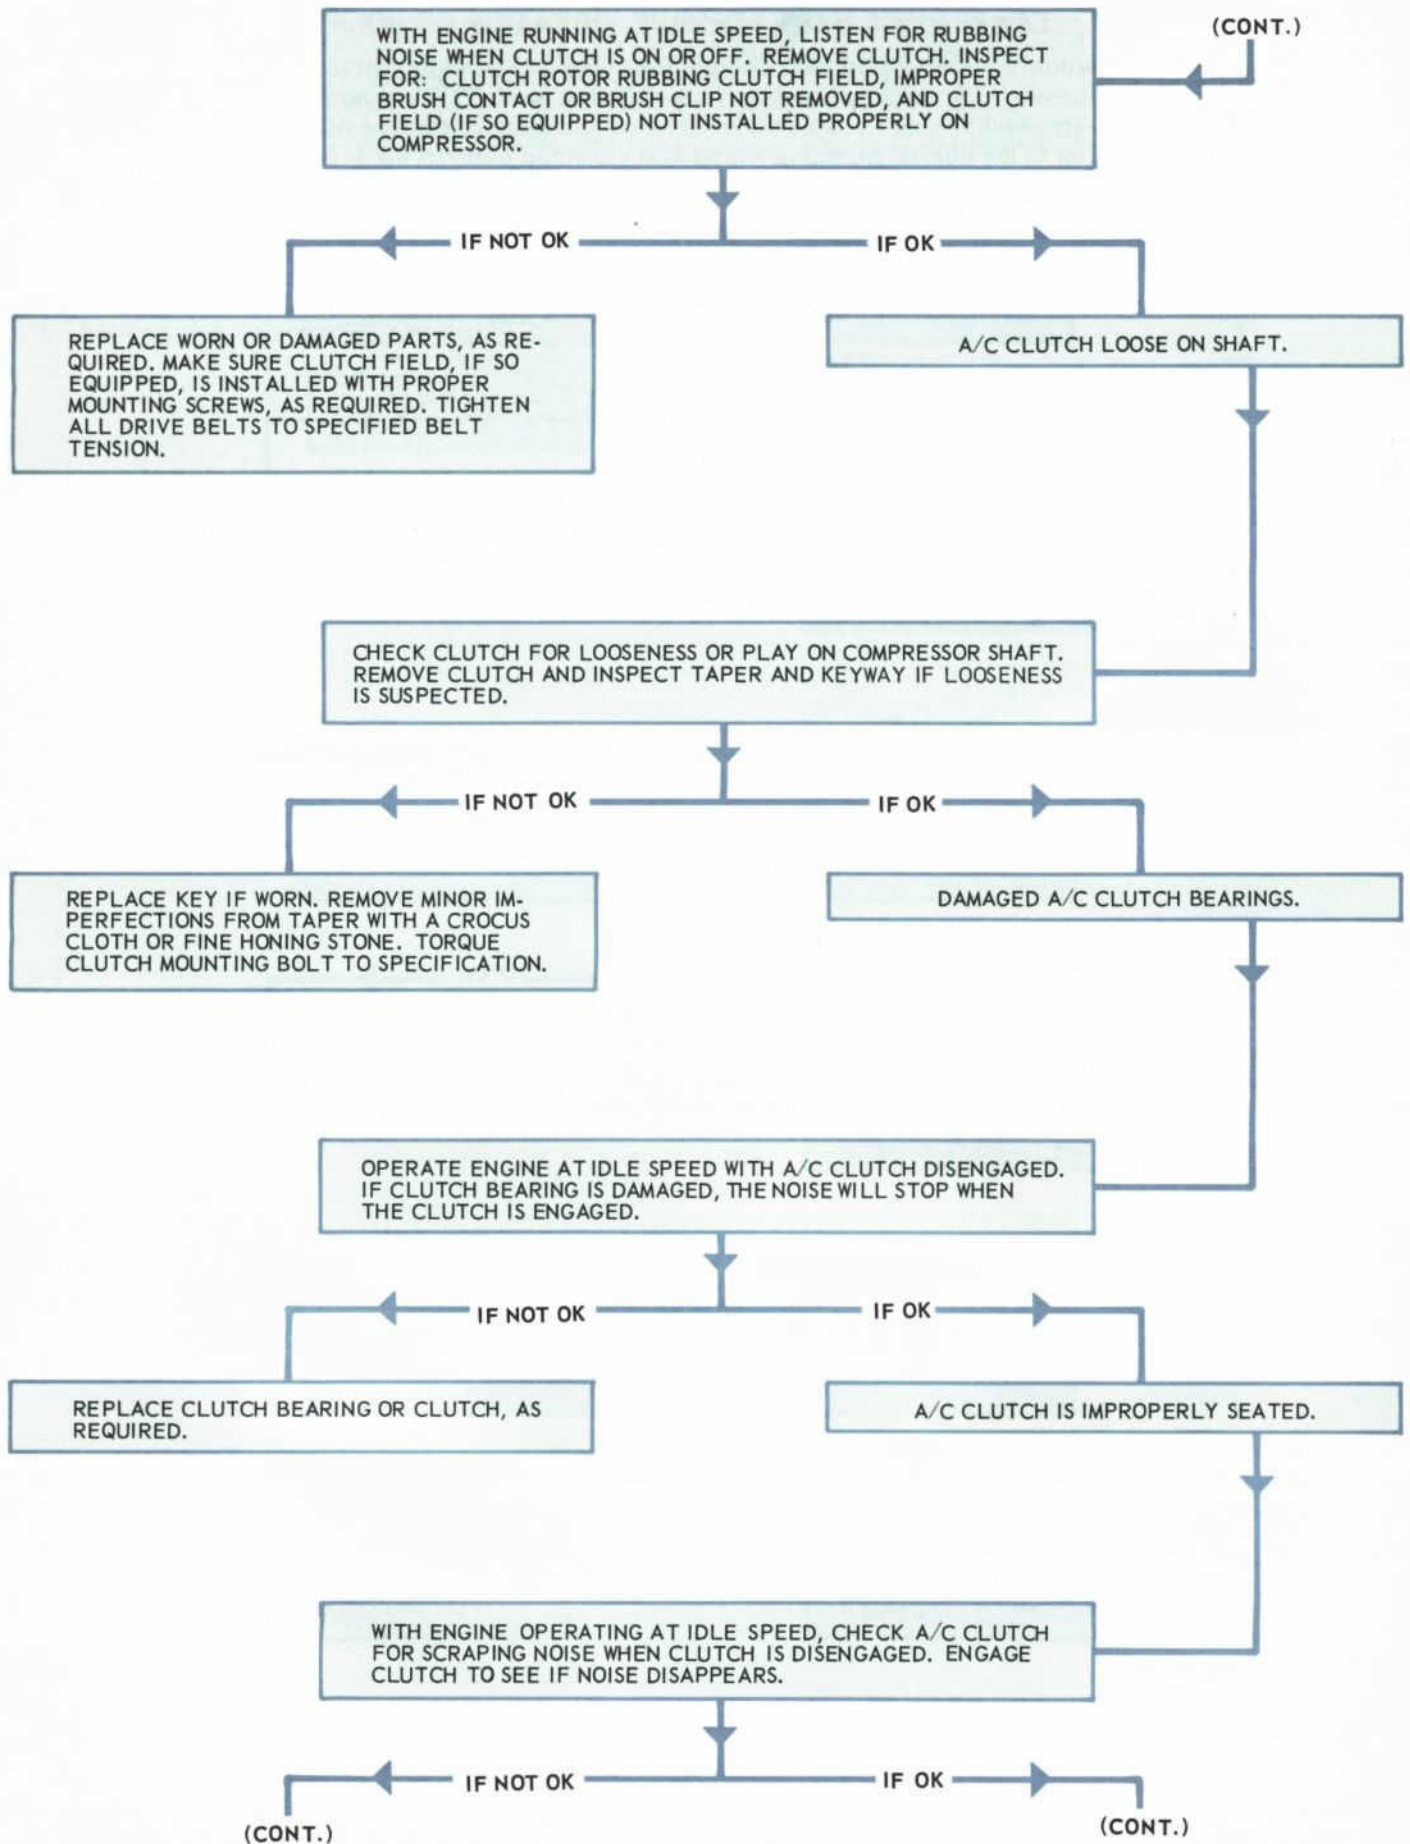 (CONT.)
WITH ENGINE RUNNING AT IDLE SPEED, LISTEN FOR RUBBING
NOISE WHEN CLUTCH IS ON OR OFF. REMOVE CLUTCH. INSPECT
FOR: CLUTCH ROTOR RUBBING CLUTCH FIELD, IMPROPER
BRUSH CONTACT OR BRUSH CLIP NOT REMOVED, AND CLUTCH
FIELD (IF SO EQUIPPED) NOT INSTALLED PROPERLY ON
COMPRESSOR.
IF NOT OK
IF OK
REPLACE WORN OR DAMAGED PARTS, AS RE-
QUIRED. MAKE SURE CLUTCH FIELD, IF SO
EQUIPPED, IS INSTALLED WITH PROPER
MOUNTING SCREWS, AS REQUIRED. TIGHTEN
ALL DRIVE BELTS TO SPECIFIED BELT
TENSION.
A/C CLUTCH LOOSE ON SHAFT.
CHECK CLUTCH FOR LOOSENESS OR PLAY ON COMPRESSOR SHAFT.
REMOVE CLUTCH AND INSPECT TAPER AND KEYWAY IF LOOSENESS
IS SUSPECTED.
IF NOT OK
IF OK
REPLACE KEY IF WORN. REMOVE MINOR IM-
PERFECTIONS FROM TAPER WITH A CROCUS
CLOTH OR FINE HONING STONE. TORQUE
CLUTCH MOUNTING BOLT TO SPECIFICATION.
DAMAGED A/C CLUTCH BEARINGS.
OPERATE ENGINE AT IDLE SPEED WITH A/C CLUTCH DISENGAGED.
IF CLUTCH BEARING IS DAMAGED, THE NOISE WILL STOP WHEN
THE CLUTCH IS ENGAGED.
IF NOT OK
IF OK
REPLACE CLUTCH BEARING OR CLUTCH, AS
REQUIRED.
A/C CLUTCH IS IMPROPERLY SEATED.
WITH ENGINE OPERATING AT IDLE SPEED, CHECK A/C CLUTCH
FOR SCRAPING NOISE WHEN CLUTCH IS DISENGAGED. ENGAGE
CLUTCH TO SEE IF NOISE DISAPPEARS.
IF NOT OK
IF OK
(CONT.)
(CONT.)